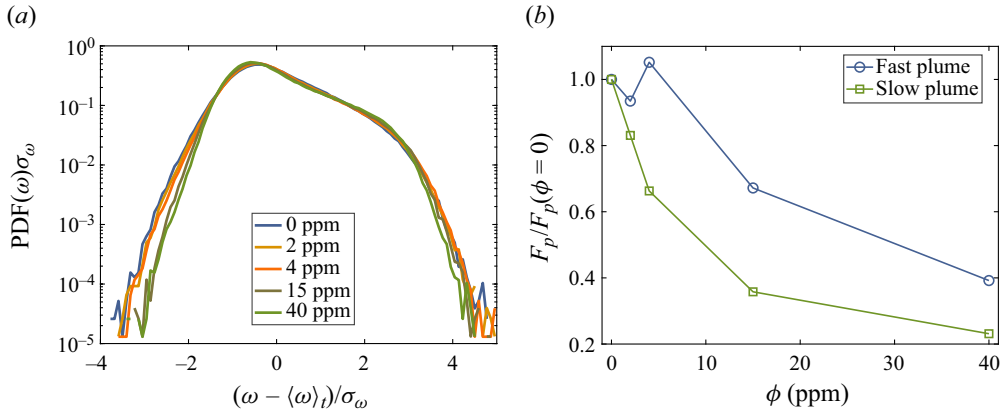 (a)
10⁰
10⁻¹
10⁻²
10⁻³
10⁻⁴
10⁻⁵
PDF(ω)σ_ω
0 ppm
2 ppm
4 ppm
15 ppm
40 ppm
−4 −2 0 2 4
(ω − ⟨ω⟩_t)/σ_ω
(b)
Fast plume
Slow plume
1.0
0.8
0.6
0.4
0.2
F_p/F_p(ϕ = 0)
0 10 20 30 40
ϕ (ppm)